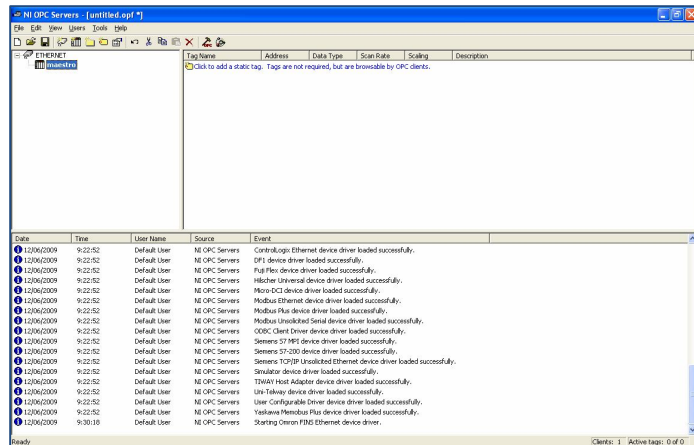 NI OPC Servers - [untitled.opf *]
File Edit View Users Tools Help
ETHERNET
maestro
Tag Name Address Data Type Scan Rate Scaling Description
Click to add a static tag. Tags are not required, but are browsable by OPC clients.
Date Time User Name Source Event
12/06/2009 9:22:52 Default User NI OPC Servers ControlLogix Ethernet device driver loaded successfully.
12/06/2009 9:22:52 Default User NI OPC Servers DF1 device driver loaded successfully.
12/06/2009 9:22:52 Default User NI OPC Servers Fuji Flex device driver loaded successfully.
12/06/2009 9:22:52 Default User NI OPC Servers Hilscher Universal device driver loaded successfully.
12/06/2009 9:22:52 Default User NI OPC Servers Micro-DCI device driver loaded successfully.
12/06/2009 9:22:52 Default User NI OPC Servers Modbus Ethernet device driver loaded successfully.
12/06/2009 9:22:52 Default User NI OPC Servers Modbus Plus device driver loaded successfully.
12/06/2009 9:22:52 Default User NI OPC Servers Modbus Unsolicited Serial device driver loaded successfully.
12/06/2009 9:22:52 Default User NI OPC Servers ODBC Client Driver device driver loaded successfully.
12/06/2009 9:22:52 Default User NI OPC Servers Siemens S7 MPI device driver loaded successfully.
12/06/2009 9:22:52 Default User NI OPC Servers Siemens S7-200 device driver loaded successfully.
12/06/2009 9:22:52 Default User NI OPC Servers Siemens TCP/IP Unsolicited Ethernet device driver loaded successfully.
12/06/2009 9:22:52 Default User NI OPC Servers Simulator device driver loaded successfully.
12/06/2009 9:22:52 Default User NI OPC Servers TIWAY Host Adapter device driver loaded successfully.
12/06/2009 9:22:52 Default User NI OPC Servers Uni-Telway device driver loaded successfully.
12/06/2009 9:22:52 Default User NI OPC Servers User Configurable Driver device driver loaded successfully.
12/06/2009 9:22:52 Default User NI OPC Servers Yaskawa Memobus Plus device driver loaded successfully.
12/06/2009 9:30:18 Default User NI OPC Servers Starting Omron FINS Ethernet device driver.
Ready Clients: 1 Active tags: 0 of 0